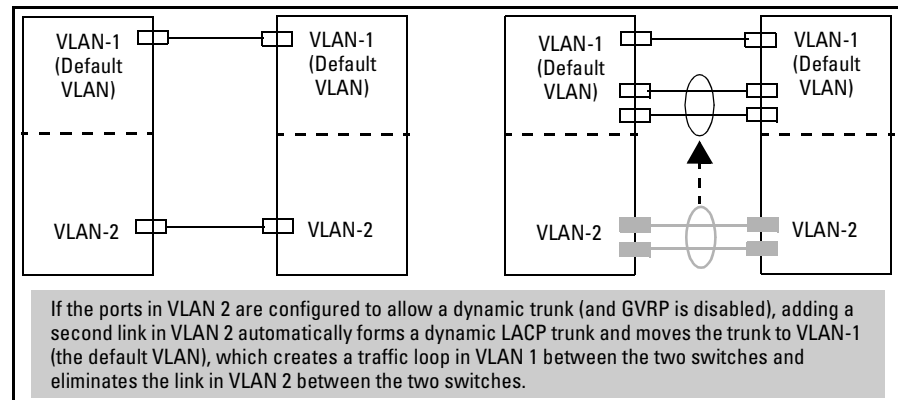 VLAN-1
(Default
VLAN)
VLAN-1
(Default
VLAN)
VLAN-2
VLAN-2
VLAN-1
(Default
VLAN)
VLAN-1
(Default
VLAN)
VLAN-2
VLAN-2
If the ports in VLAN 2 are configured to allow a dynamic trunk (and GVRP is disabled), adding a
second link in VLAN 2 automatically forms a dynamic LACP trunk and moves the trunk to VLAN-1
(the default VLAN), which creates a traffic loop in VLAN 1 between the two switches and
eliminates the link in VLAN 2 between the two switches.